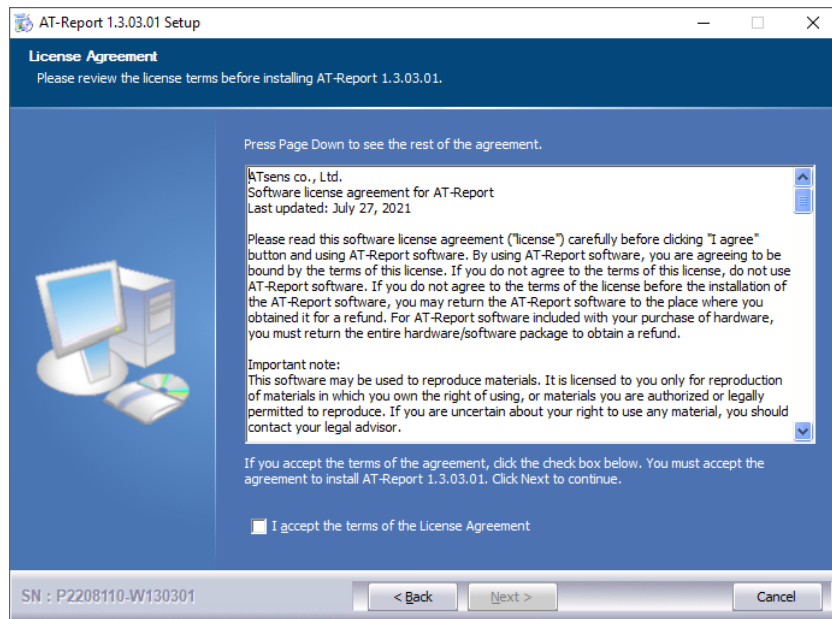 AT-Report 1.3.03.01 Setup
License Agreement
Please review the license terms before installing AT-Report 1.3.03.01.
Press Page Down to see the rest of the agreement.
ATsens co., Ltd.
Software license agreement for AT-Report
Last updated: July 27, 2021
Please read this software license agreement ("license") carefully before clicking "I agree"
button and using AT-Report software. By using AT-Report software, you are agreeing to be
bound by the terms of this license. If you do not agree to the terms of this license, do not use
AT-Report software. If you do not agree to the terms of the license before the installation of
the AT-Report software, you may return the AT-Report software to the place where you
obtained it for a refund. For AT-Report software included with your purchase of hardware,
you must return the entire hardware/software package to obtain a refund.
Important note:
This software may be used to reproduce materials. It is licensed to you only for reproduction
of materials in which you own the right of using, or materials you are authorized or legally
permitted to reproduce. If you are uncertain about your right to use any material, you should
contact your legal advisor.
If you accept the terms of the agreement, click the check box below. You must accept the
agreement to install AT-Report 1.3.03.01. Click Next to continue.
I accept the terms of the License Agreement
SN : P2208110-W130301
< Back
Next >
Cancel